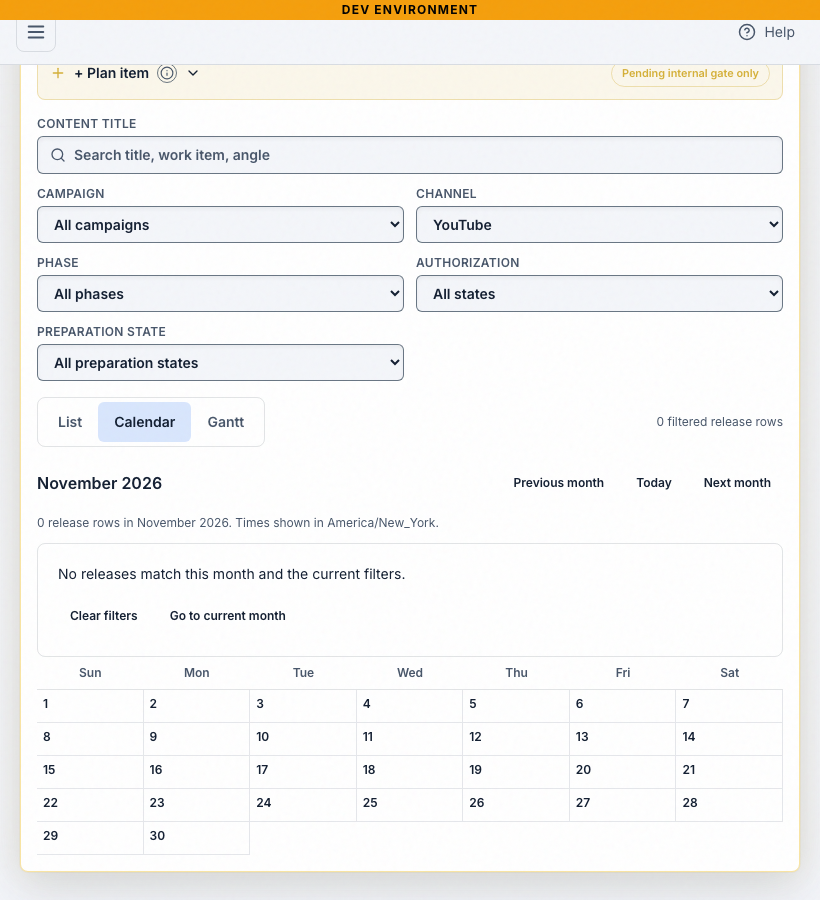 DEV ENVIRONMENT
Help
+ Plan item
Pending internal gate only
CONTENT TITLE
Search title, work item, angle
CAMPAIGN CHANNEL
All campaigns YouTube
PHASE AUTHORIZATION
All phases All states
PREPARATION STATE
All preparation states
List Calendar Gantt 0 filtered release rows
November 2026 Previous month Today Next month
0 release rows in November 2026. Times shown in America/New_York.
No releases match this month and the current filters.
Clear filters Go to current month
Sun Mon Tue Wed Thu Fri Sat
1 2 3 4 5 6 7
8 9 10 11 12 13 14
15 16 17 18 19 20 21
22 23 24 25 26 27 28
29 30